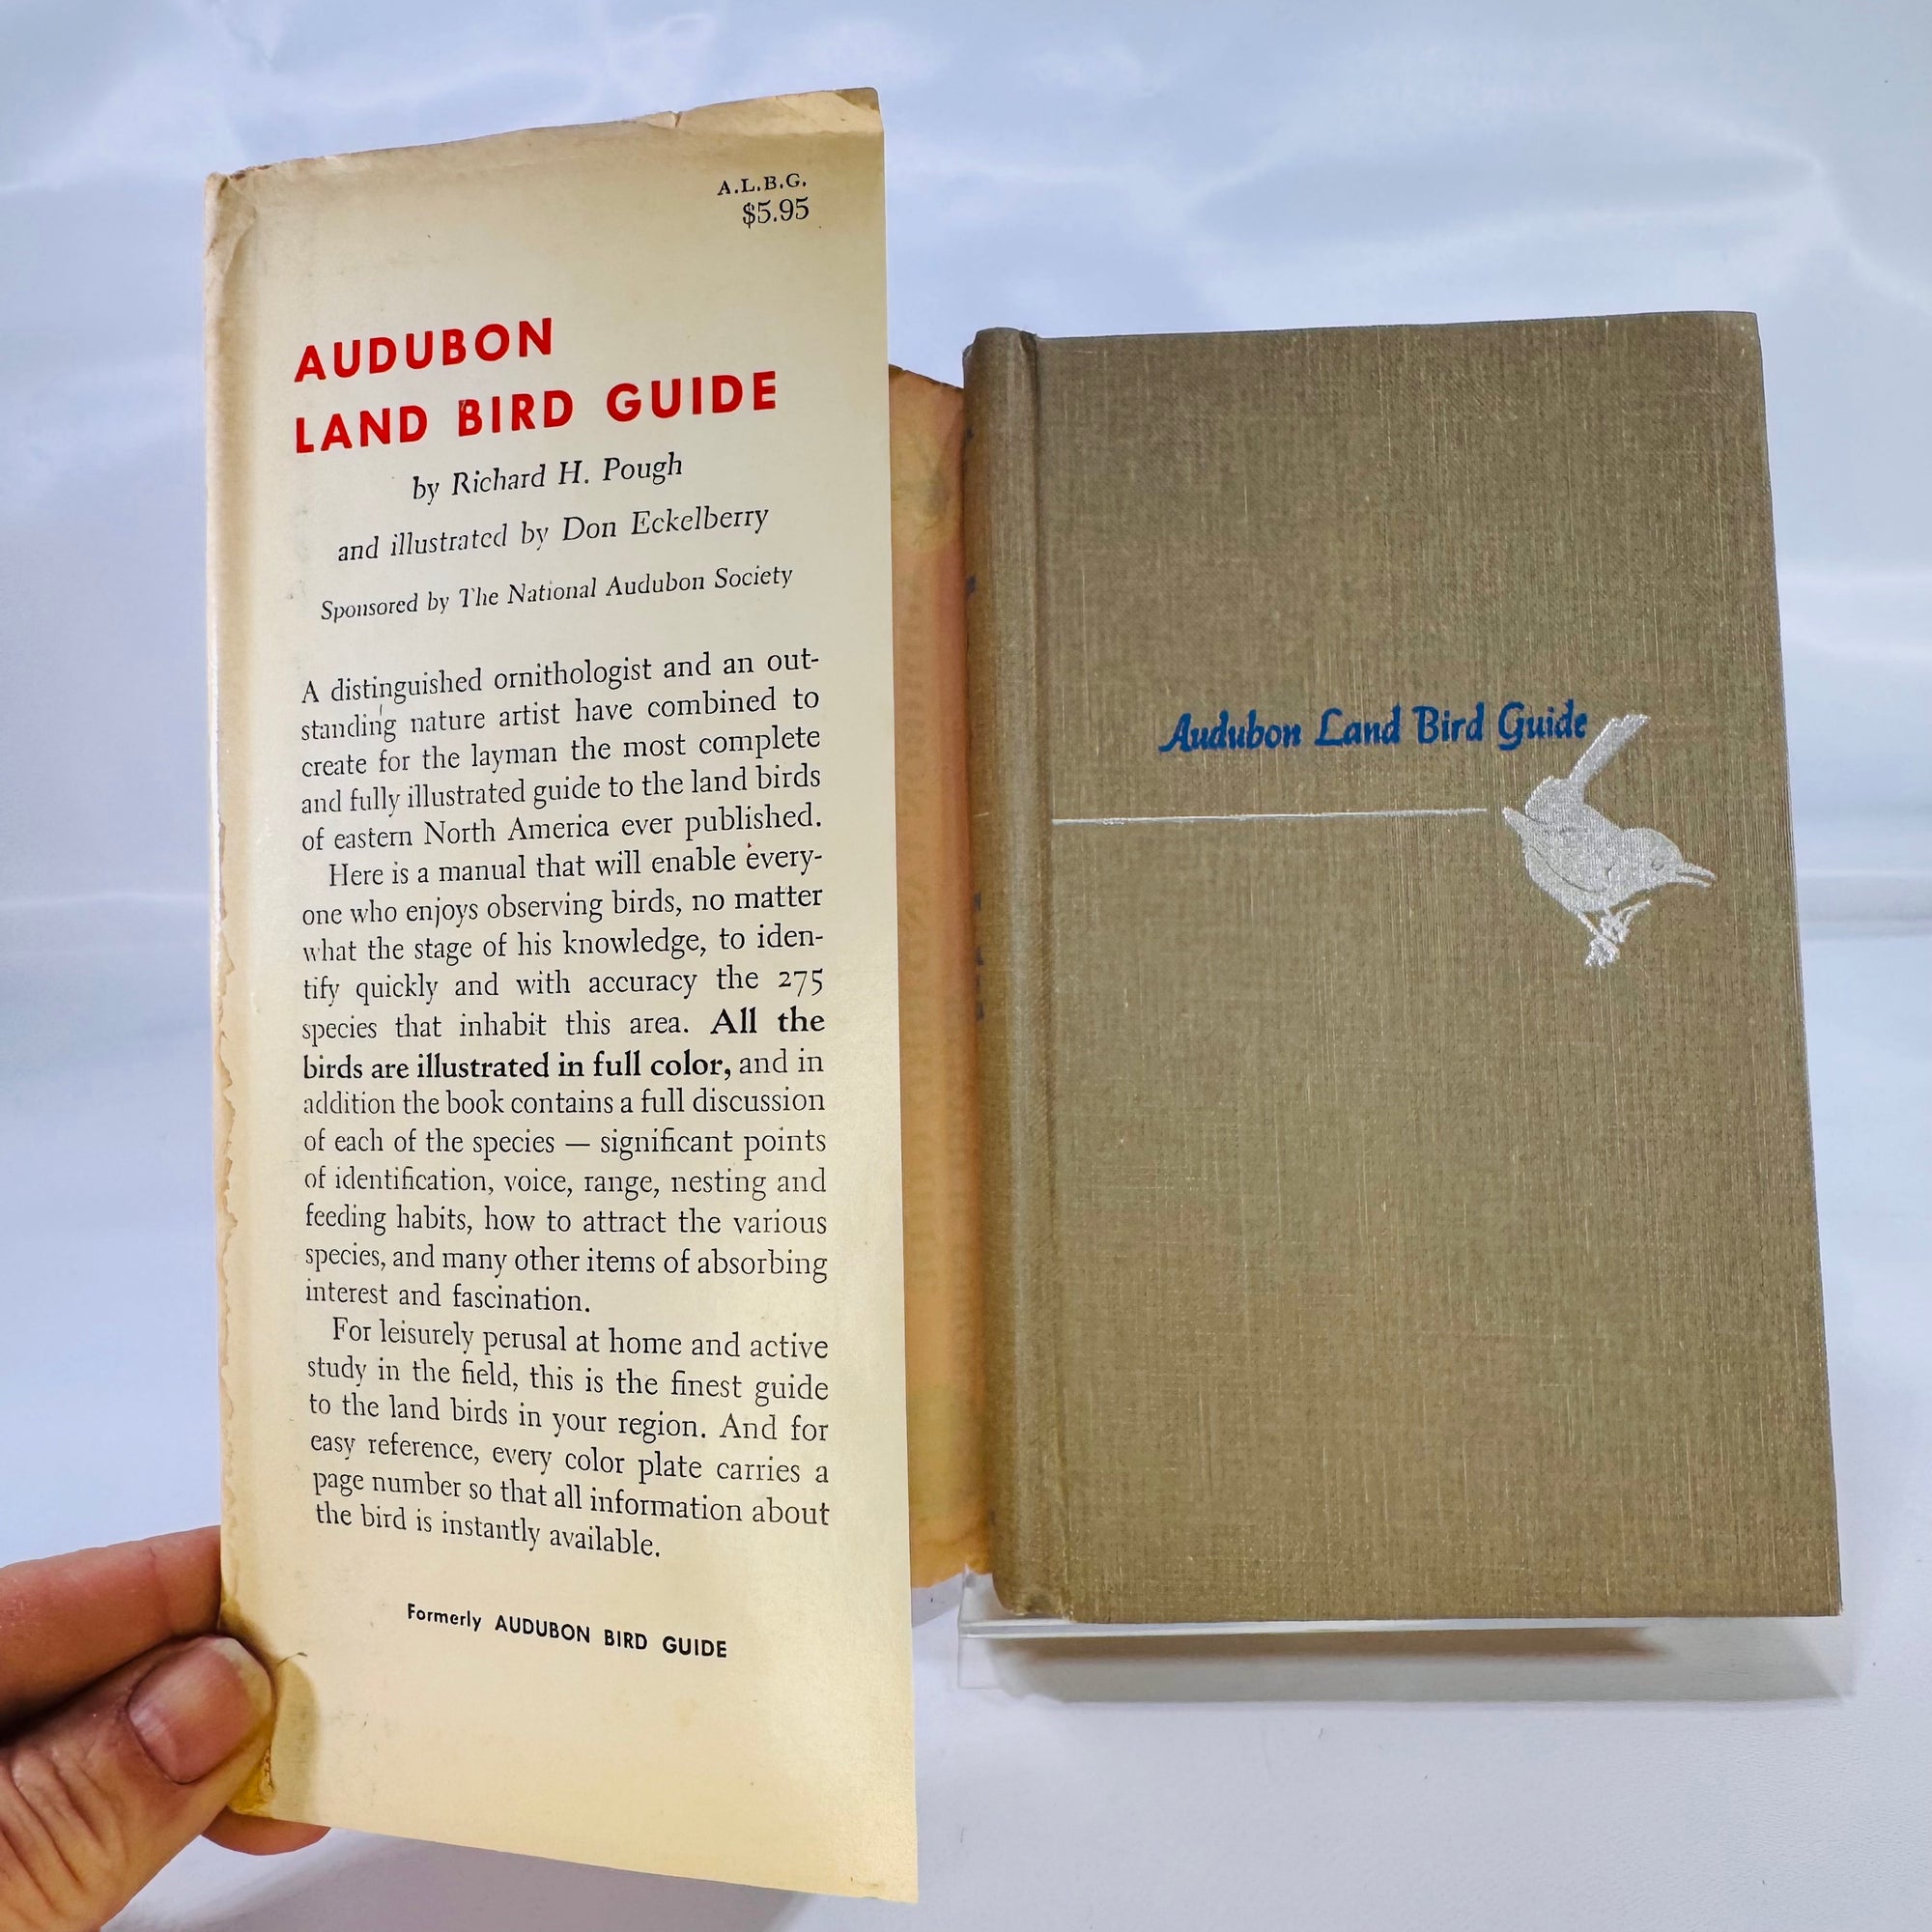 A.L.B.G.
$5.95
AUDUBON
LAND BIRD GUIDE
by Richard H. Pough
and illustrated by Don Eckelberry
Sponsored by The National Audubon Society
A distinguished ornithologist and an out-
standing nature artist have combined to
create for the layman the most complete
and fully illustrated guide to the land birds
of eastern North America ever published.
Here is a manual that will enable every-
one who enjoys observing birds, no matter
what the stage of his knowledge, to iden-
tify quickly and with accuracy the 275
species that inhabit this area. All the
birds are illustrated in full color, and in
addition the book contains a full discussion
of each of the species — significant points
of identification, voice, range, nesting and
feeding habits, how to attract the various
species, and many other items of absorbing
interest and fascination.
For leisurely perusal at home and active
study in the field, this is the finest guide
to the land birds in your region. And for
easy reference, every color plate carries a
page number so that all information about
the bird is instantly available.
Formerly AUDUBON BIRD GUIDE
Audubon Land Bird Guide